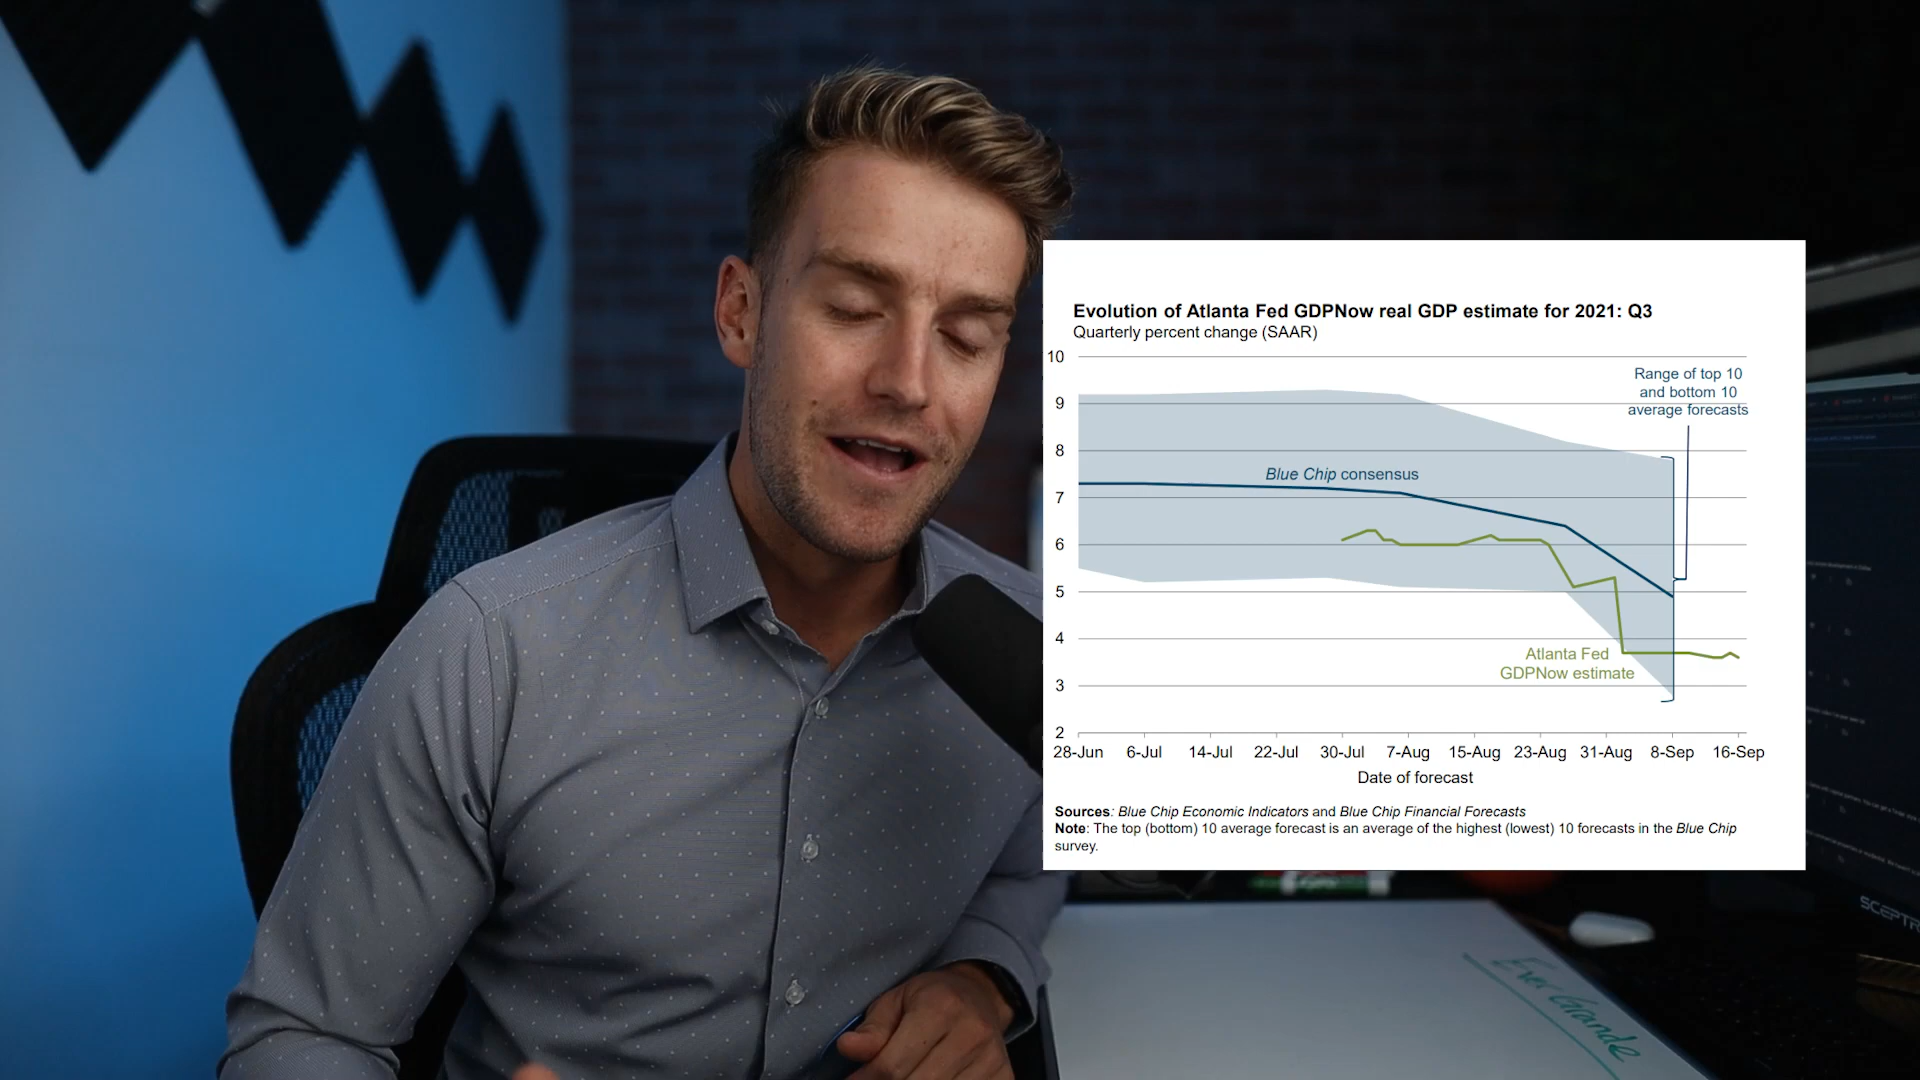 Evolution of Atlanta Fed GDPNow real GDP estimate for 2021: Q3
Quarterly percent change (SAAR)
10
9
8
7
6
5
4
3
2
Range of top 10
and bottom 10
average forecasts
Blue Chip consensus
Atlanta Fed
GDPNow estimate
28-Jun 6-Jul 14-Jul 22-Jul 30-Jul 7-Aug 15-Aug 23-Aug 31-Aug 8-Sep 16-Sep
Date of forecast
Sources: Blue Chip Economic Indicators and Blue Chip Financial Forecasts
Note: The top (bottom) 10 average forecast is an average of the highest (lowest) 10 forecasts in the Blue Chip
survey.
Ever Grande